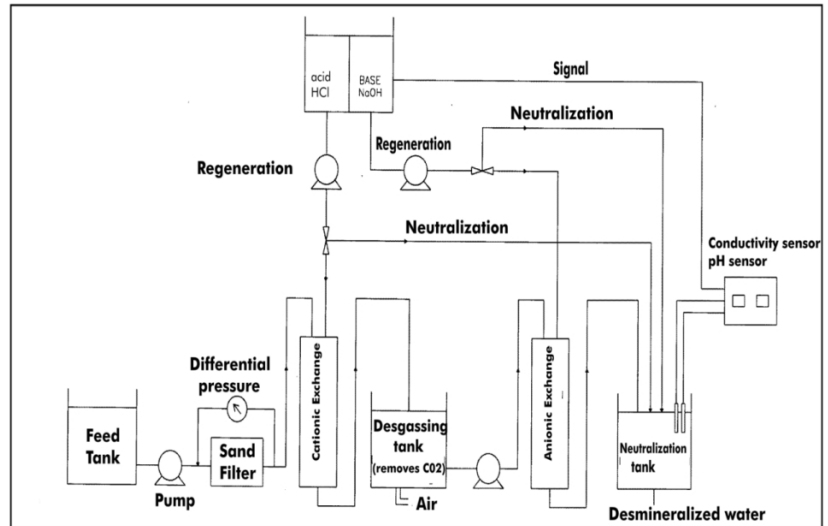 acid
HCl
BASE
NaOH
Signal
Neutralization
Regeneration
Regeneration
Neutralization
Conductivity sensor
pH sensor
Differential
pressure
Feed
Tank
Pump
Sand
Filter
Cationic Exchange
Desgassing
tank
(removes C02)
Air
Anionic Exchange
Neutralization
tank
Desmineralized water